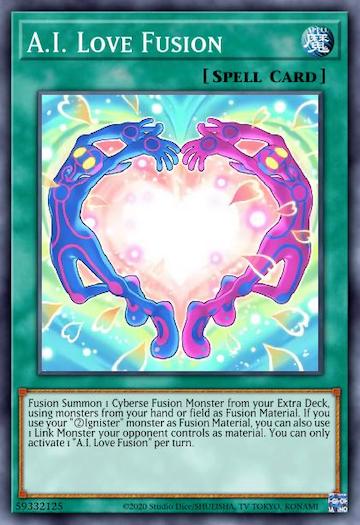 A.I. Love Fusion
魔
[ Spell Card ]
Fusion Summon 1 Cyberse Fusion Monster from your Extra Deck,
using monsters from your hand or field as Fusion Material. If you
use your "②Ignister" monster as Fusion Material, you can also use
1 Link Monster your opponent controls as material. You can only
activate 1 "A.I. Love Fusion" per turn.
59332125
©2020 Studio Dice/SHUEISHA, TV TOKYO, KONAMI